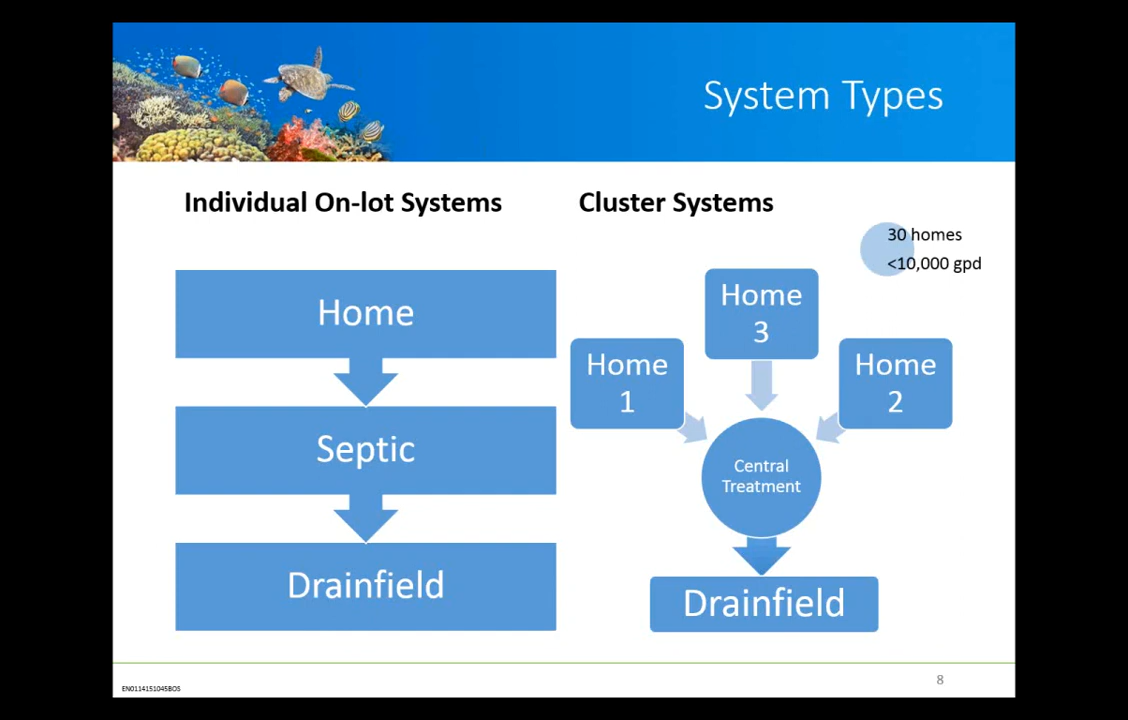 System Types
Individual On-lot Systems
Home
Septic
Drainfield
Cluster Systems
30 homes
<10,000 gpd
Home
3
Home
1
Home
2
Central
Treatment
Drainfield
EN0114151045BOS
8